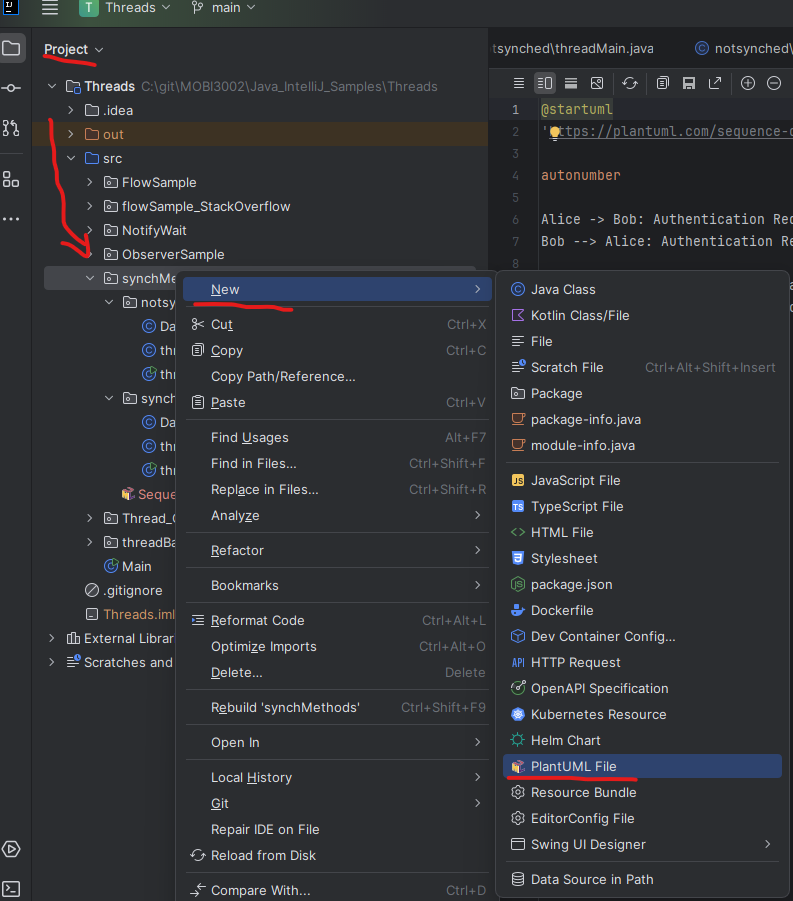 IJ
T Threads main
Project
Threads C:\git\MOBI3002\Java_IntelliJ_Samples\Threads
.idea
out
src
FlowSample
flowSample_StackOverflow
NotifyWait
ObserverSample
synchMe
notsy
Da
thr
thr
synch
Da
thr
thr
Seque
Thread_
threadBa
Main
.gitignore
Threads.iml
External Librar
Scratches and
New
Cut Ctrl+X
Copy Ctrl+C
Copy Path/Reference...
Paste Ctrl+V
Find Usages Alt+F7
Find in Files... Ctrl+Shift+F
Replace in Files... Ctrl+Shift+R
Analyze
Refactor
Bookmarks
Reformat Code Ctrl+Alt+L
Optimize Imports Ctrl+Alt+O
Delete... Delete
Rebuild 'synchMethods' Ctrl+Shift+F9
Open In
Local History
Git
Repair IDE on File
Reload from Disk
Compare With... Ctrl+D
tsynched\threadMain.java notsynched\
1 @startuml
2 https://plantuml.com/sequence-
3
4 autonumber
5
6 Alice -> Bob: Authentication Req
7 Bob --> Alice: Authentication Re
8
Java Class
Kotlin Class/File
File
Scratch File Ctrl+Alt+Shift+Insert
Package
package-info.java
module-info.java
JS JavaScript File
TS TypeScript File
HTML File
Stylesheet
package.json
Dockerfile
Dev Container Config...
API HTTP Request
OpenAPI Specification
Kubernetes Resource
Helm Chart
PlantUML File
Resource Bundle
EditorConfig File
Swing UI Designer
Data Source in Path